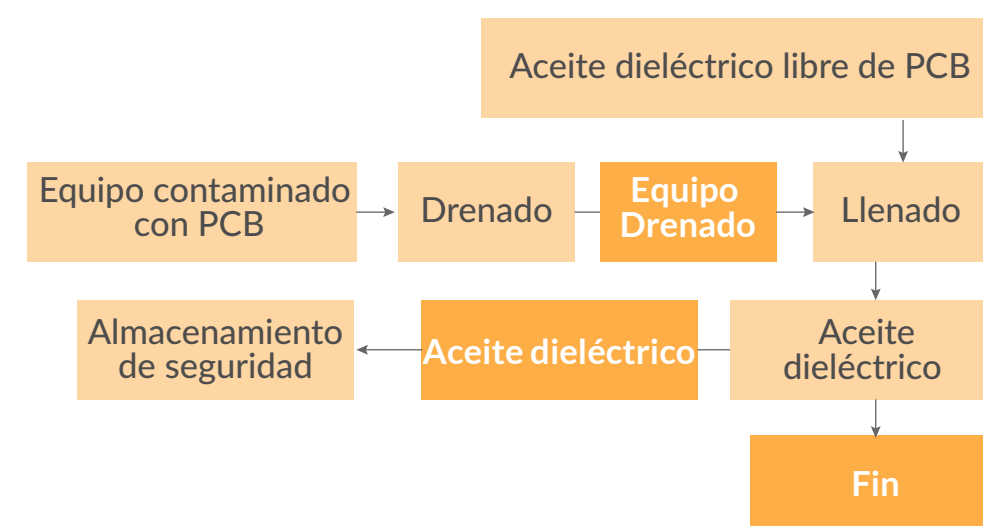 Aceite dieléctrico libre de PCB
Equipo contaminado
con PCB
Drenado
Equipo
Drenado
Llenado
Almacenamiento
de seguridad
Aceite dieléctrico
Aceite
dieléctrico
Fin